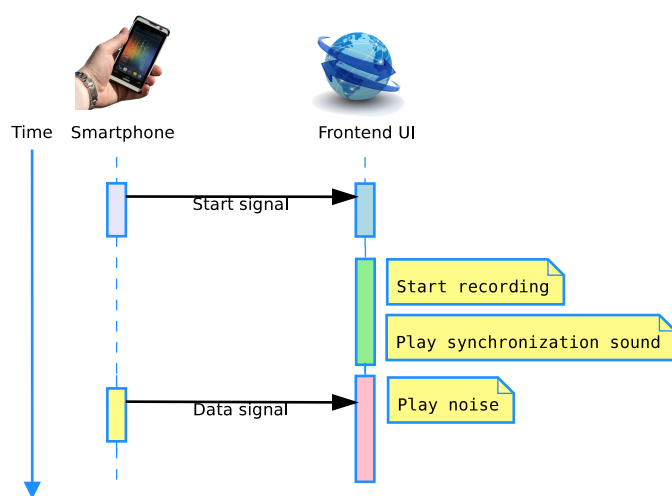 Time
Smartphone
Frontend UI
Start signal
Start recording
Play synchronization sound
Data signal
Play noise